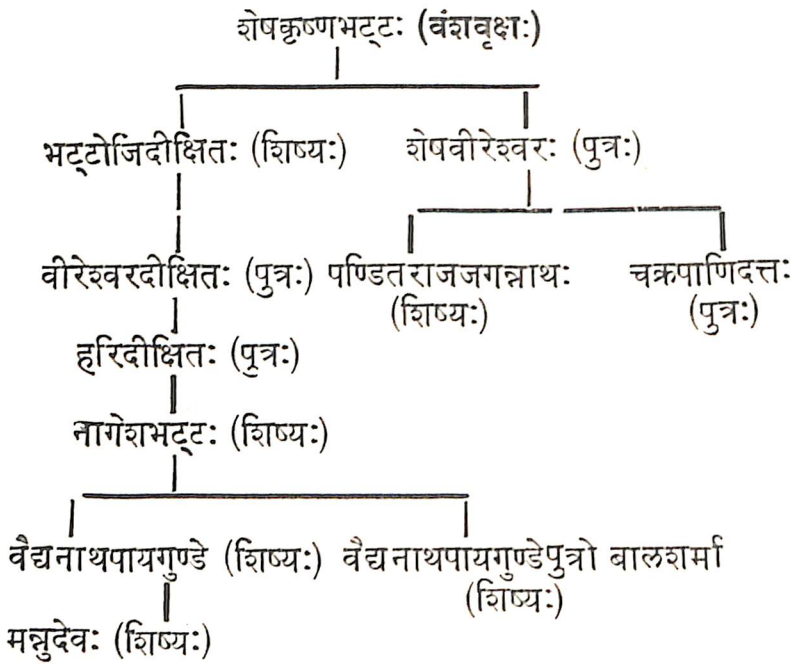 शेषकृष्णभट्टः (वंशवृक्षः)
भट्टोजिदीक्षितः (शिष्यः) शेषवीरेश्वरः (पुत्रः)
वीरेश्वरदीक्षितः (पुत्रः) पण्डितराजजगन्नाथः चक्रपाणिदत्तः
(शिष्यः) (पुत्रः)
हरिदीक्षितः (पुत्रः)
नागेशभट्टः (शिष्यः)
वैद्यनाथपायगुण्डे (शिष्यः) वैद्यनाथपायगुण्डेपुत्रो बालशर्मा
(शिष्यः)
मन्नुदेवः (शिष्यः)